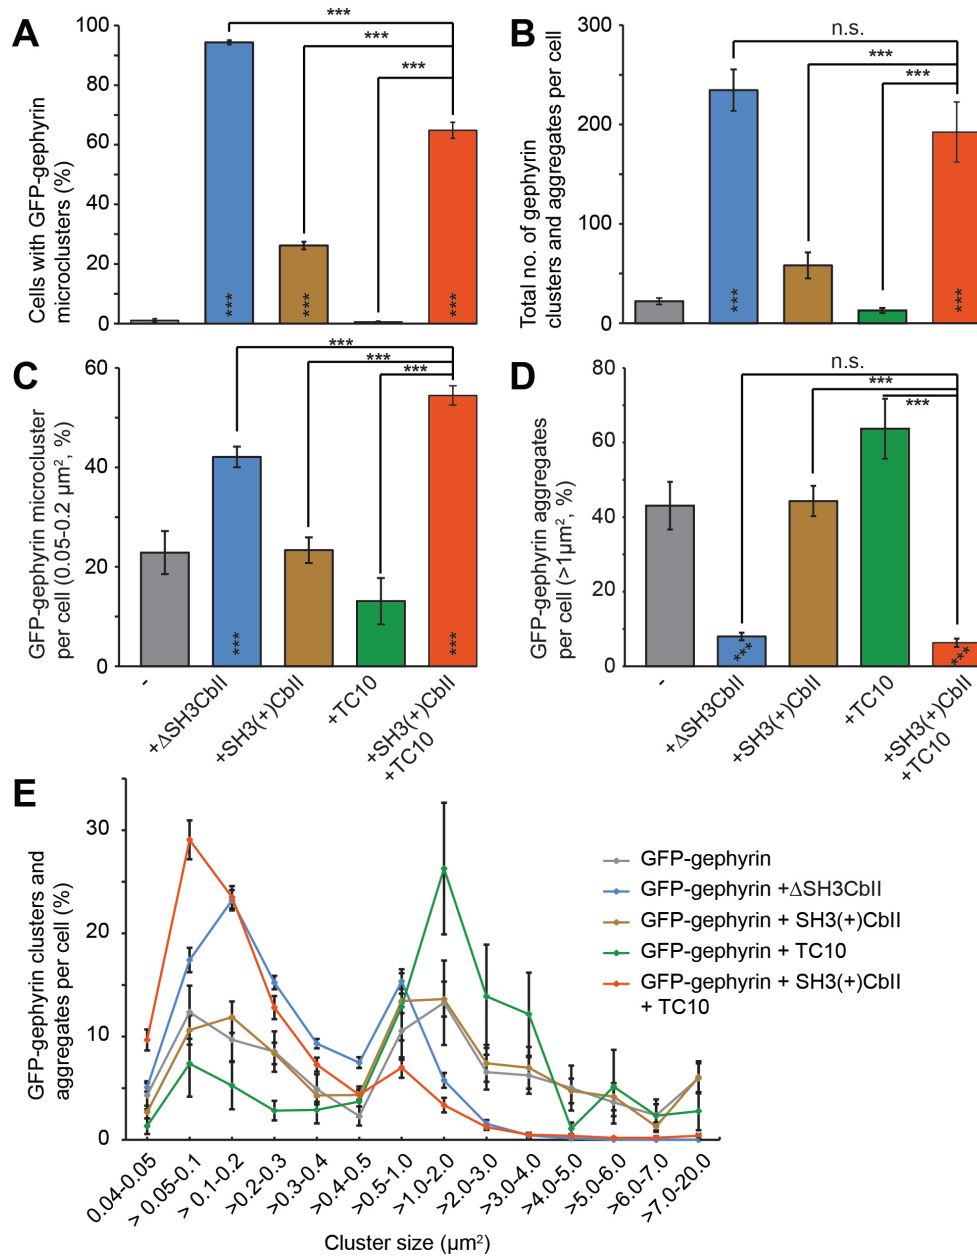 A
Cells with GFP-gephyrin
microclusters (%)
100
80
60
40
20
0
***
***
***
***
***
***
B
Total no. of gephyrin
clusters and aggregates per cell
300
200
100
0
n.s.
***
***
***
***
C
GFP-gephyrin microcluster
per cell (0.05-0.2 µm², %)
60
40
20
0
***
***
***
***
***
-
+ΔSH3CbII
+SH3(+)CbII
+TC10
+SH3(+)CbII
+TC10
D
GFP-gephyrin aggregates
per cell (>1µm², %)
80
60
40
20
0
n.s.
***
***
***
***
-
+ΔSH3CbII
+SH3(+)CbII
+TC10
+SH3(+)CbII
+TC10
E
GFP-gephyrin clusters and
aggregates per cell (%)
30
20
10
0
0.04-0.05
> 0.05-0.1
> 0.1-0.2
>0.2-0.3
>0.3-0.4
>0.4-0.5
>0.5-1.0
>1.0-2.0
>2.0-3.0
>3.0-4.0
>4.0-5.0
>5.0-6.0
>6.0-7.0
>7.0-20.0
Cluster size (µm²)
GFP-gephyrin
GFP-gephyrin +ΔSH3CbII
GFP-gephyrin + SH3(+)CbII
GFP-gephyrin + TC10
GFP-gephyrin + SH3(+)CbII
+ TC10